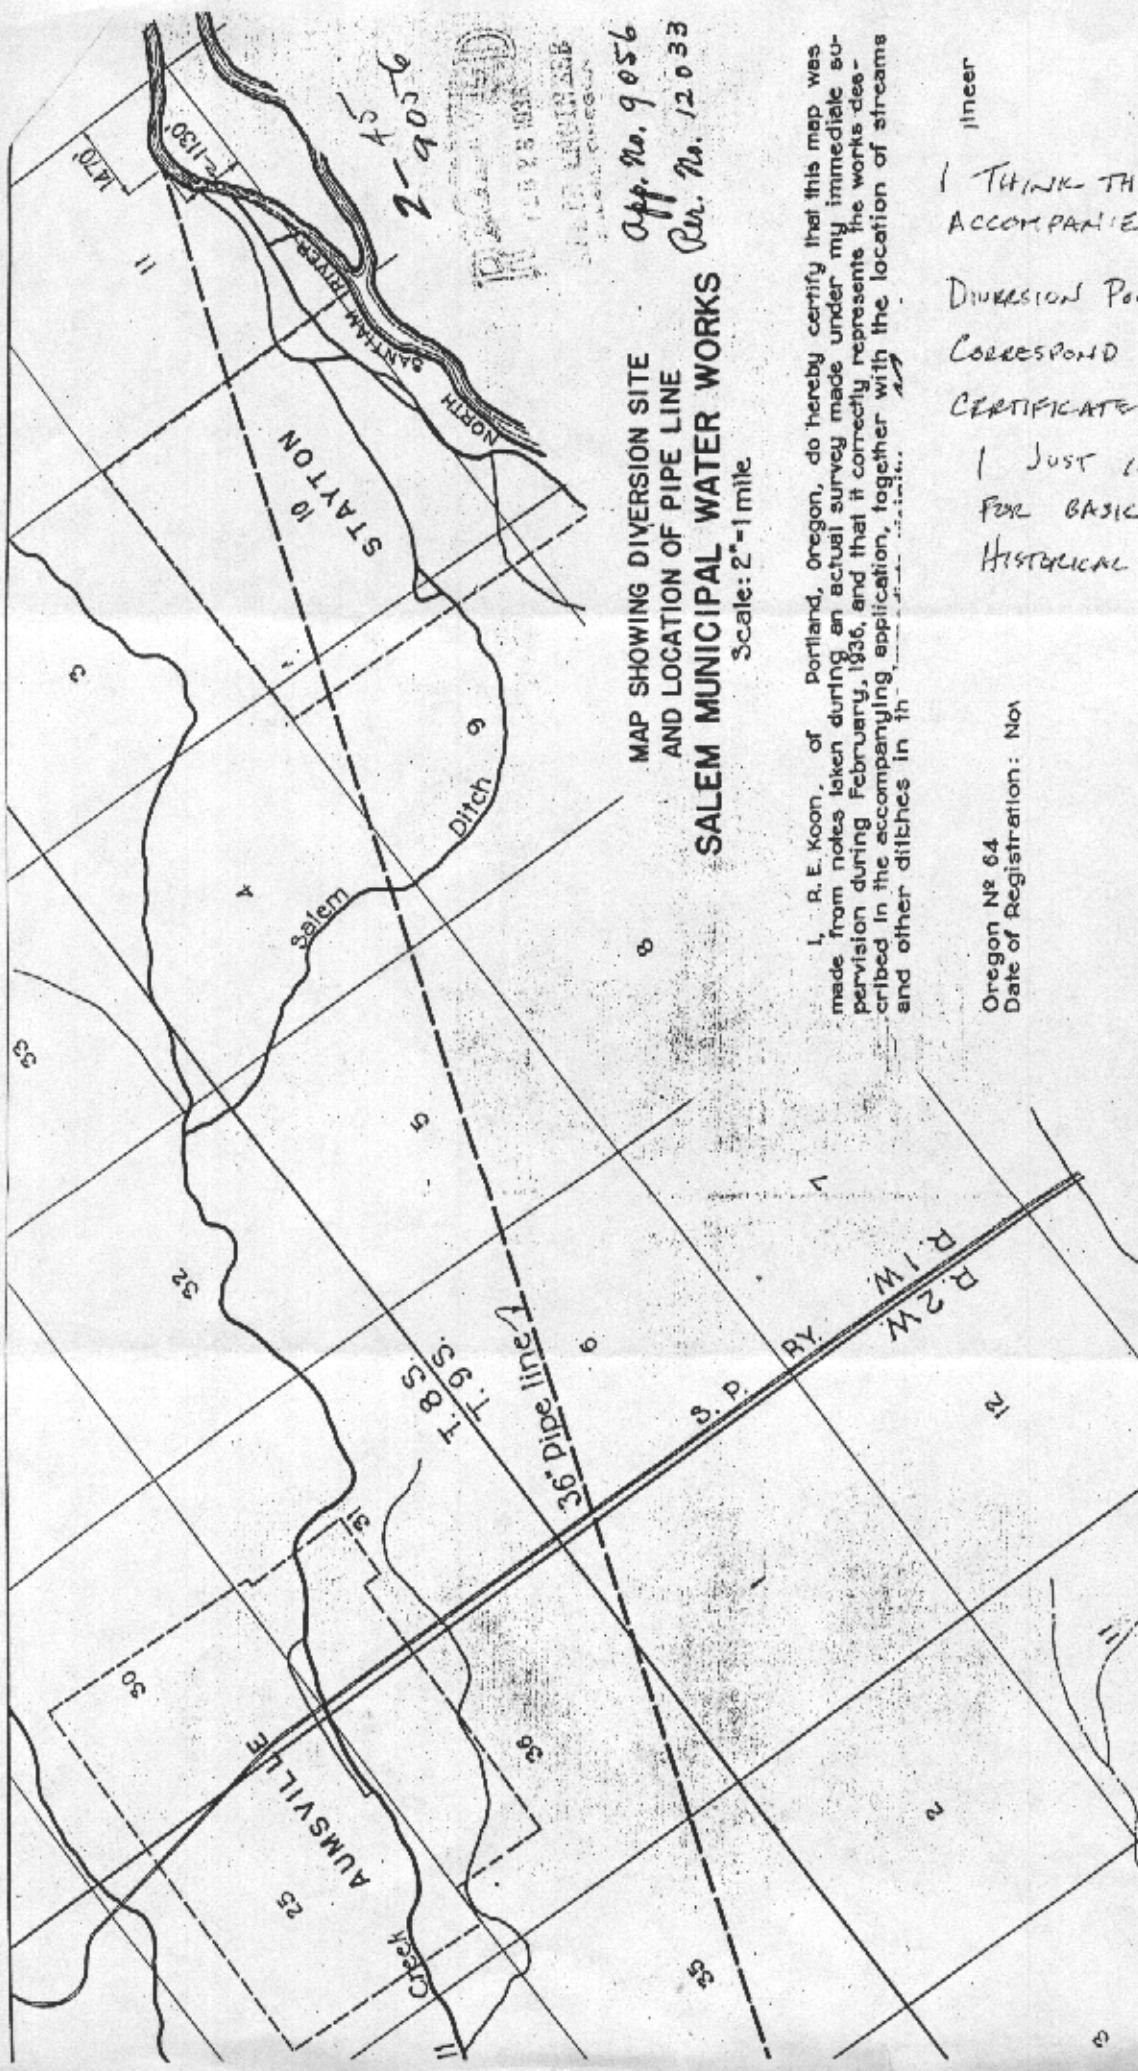 MAP SHOWING DIVERSION SITE
AND LOCATION OF PIPE LINE
SALEM MUNICIPAL WATER WORKS
Scale: 2"=1 mile
App. No. 9056
Per. No. 12033
2-45
9056
I, R. E. Koon, of Portland, Oregon, do hereby certify that this map was
made from notes taken during an actual survey made under my immediate su-
pervision during February, 1936, and that it correctly represents the works des-
cribed in the accompanying application, together with the location of streams
and other ditches in th
Oregon Nº 64
Date of Registration: Nov
ineer
I THINK TH
ACCOMPANIE
DIVERSION PO
CORRESPOND
CERTIFICATE
I JUST
FOR BASIC
HISTORICAL
1470'
1130'
11
NORTH SANTIAM RIVER
10
STAYTON
3
9
Salem Ditch
4
8
33
5
7
32
T. 8 S.
T. 9 S.
36" Pipe line
6
S. P. RY.
R. 1 W.
R. 2 W.
12
31
30
AUMSVILLE
25
36
Creek
35
2
11
3